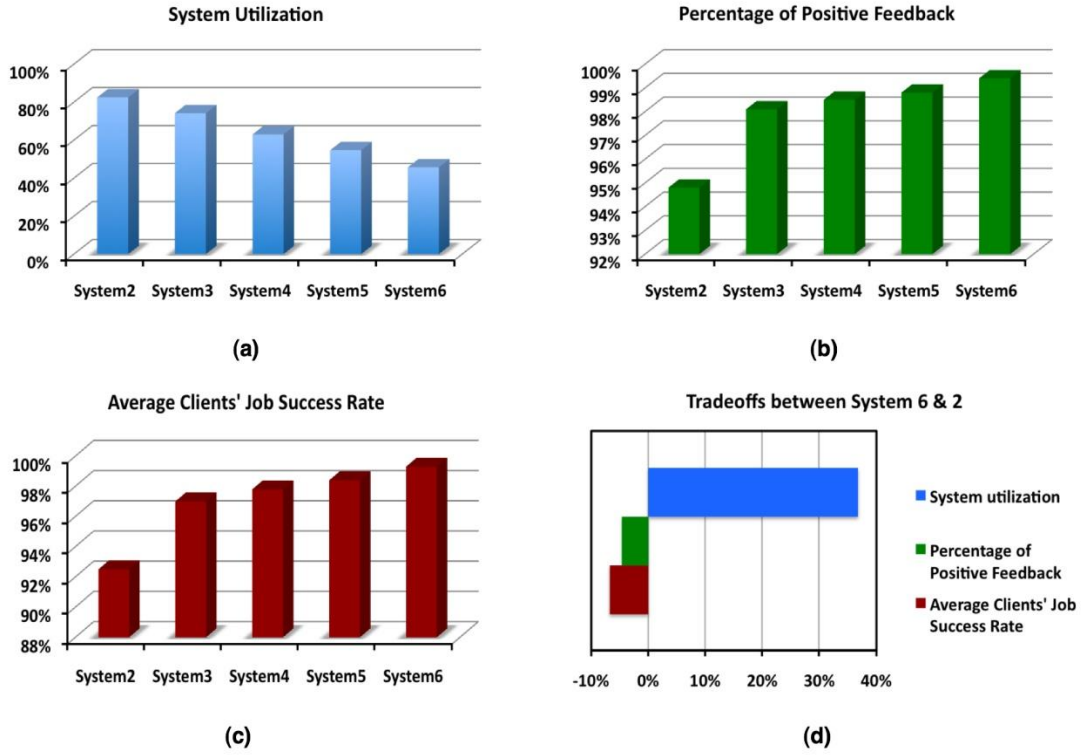 System Utilization
100%
80%
60%
40%
20%
0%
System2 System3 System4 System5 System6
(a)
Percentage of Positive Feedback
100%
99%
98%
97%
96%
95%
94%
93%
92%
System2 System3 System4 System5 System6
(b)
Average Clients' Job Success Rate
100%
98%
96%
94%
92%
90%
88%
System2 System3 System4 System5 System6
(c)
Tradeoffs between System 6 & 2
System utilization
Percentage of
Positive Feedback
Average Clients' Job
Success Rate
-10% 0% 10% 20% 30% 40%
(d)